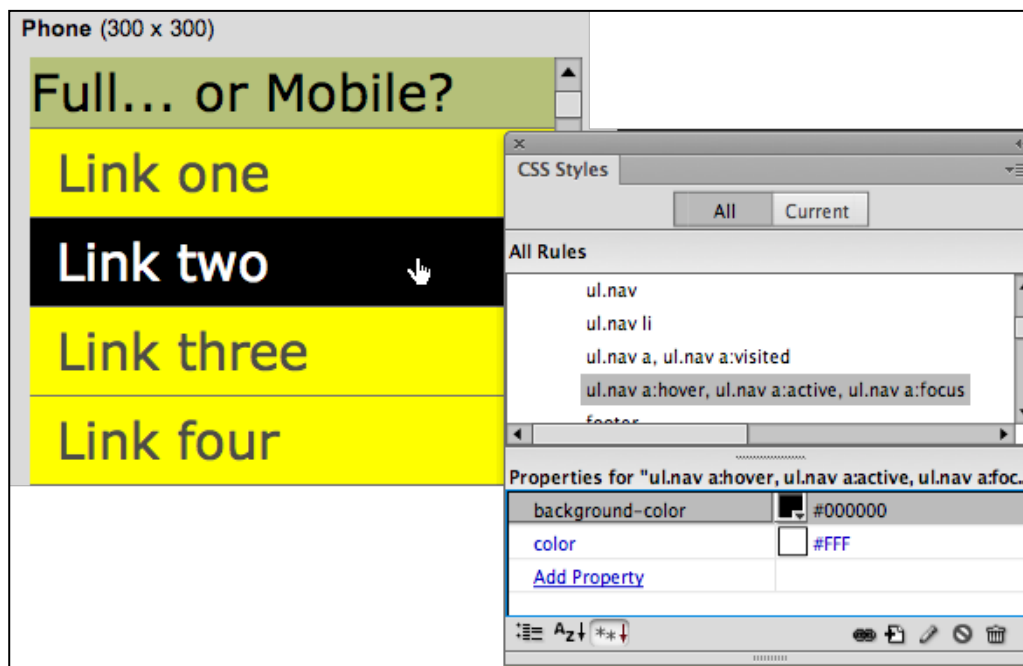 Phone (300 x 300)
Full... or Mobile?
Link one
Link two
Link three
Link four
CSS Styles
All Current
All Rules
ul.nav
ul.nav li
ul.nav a, ul.nav a:visited
ul.nav a:hover, ul.nav a:active, ul.nav a:focus
footer
Properties for "ul.nav a:hover, ul.nav a:active, ul.nav a:foc..
background-color #000000
color #FFF
Add Property